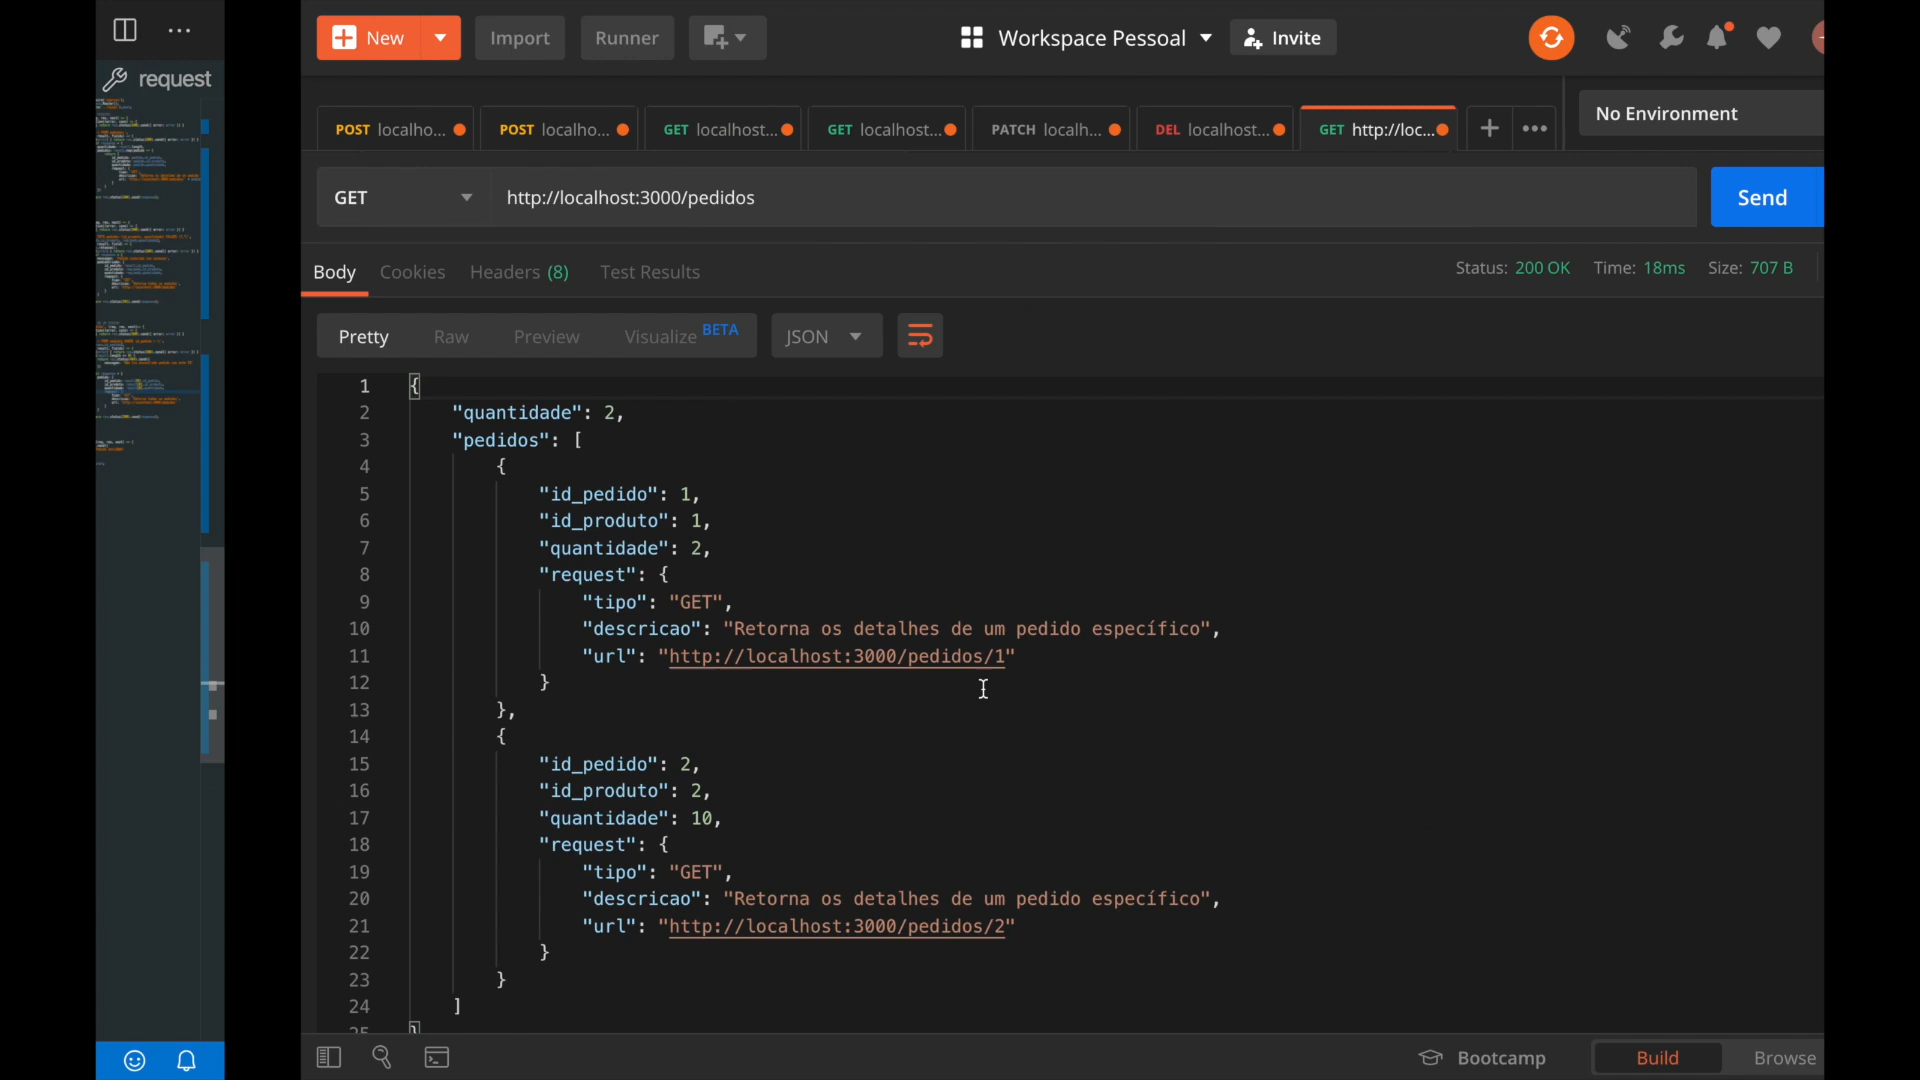 request
New
Import
Runner
Workspace Pessoal
Invite
POST localho...
POST localho...
GET localhost...
GET localhost...
PATCH localh...
DEL localhost...
GET http://loc...
No Environment
GET
http://localhost:3000/pedidos
Send
Body
Cookies
Headers (8)
Test Results
Status: 200 OK
Time: 18ms
Size: 707 B
Pretty
Raw
Preview
Visualize BETA
JSON
1 {
2 "quantidade": 2,
3 "pedidos": [
4 {
5 "id_pedido": 1,
6 "id_produto": 1,
7 "quantidade": 2,
8 "request": {
9 "tipo": "GET",
10 "descricao": "Retorna os detalhes de um pedido específico",
11 "url": "http://localhost:3000/pedidos/1"
12 }
13 },
14 {
15 "id_pedido": 2,
16 "id_produto": 2,
17 "quantidade": 10,
18 "request": {
19 "tipo": "GET",
20 "descricao": "Retorna os detalhes de um pedido específico",
21 "url": "http://localhost:3000/pedidos/2"
22 }
23 }
24 ]
25 }
Bootcamp
Build
Browse